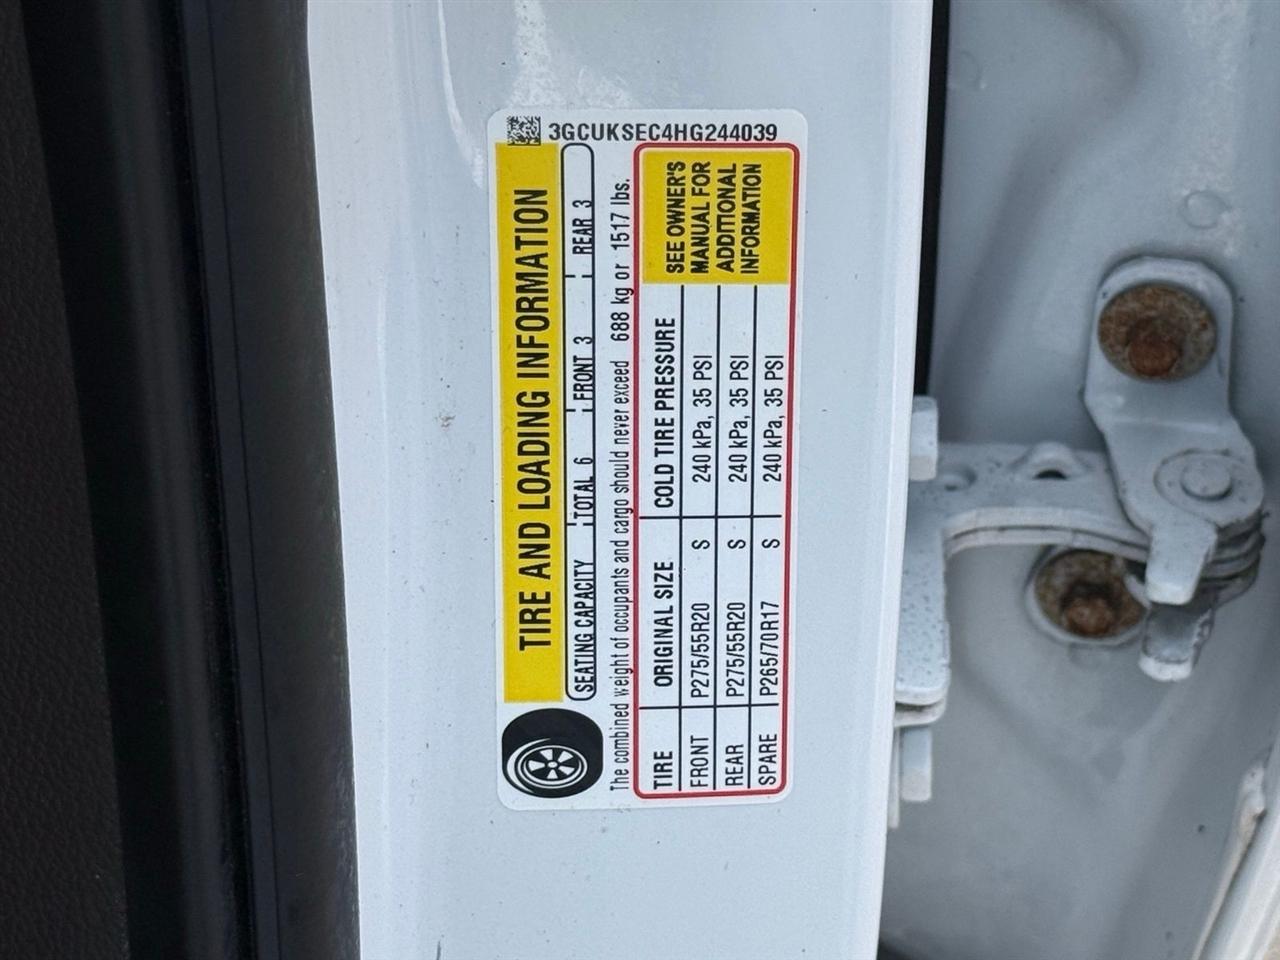 3GCUKSEC4HG244039
TIRE AND LOADING INFORMATION
SEATING CAPACITY TOTAL 6 FRONT 3 REAR 3
The combined weight of occupants and cargo should never exceed 688 kg or 1517 lbs.
TIRE ORIGINAL SIZE COLD TIRE PRESSURE
FRONT P275/55R20 S 240 kPa, 35 PSI
REAR P275/55R20 S 240 kPa, 35 PSI
SPARE P265/70R17 S 240 kPa, 35 PSI
SEE OWNER'S
MANUAL FOR
ADDITIONAL
INFORMATION